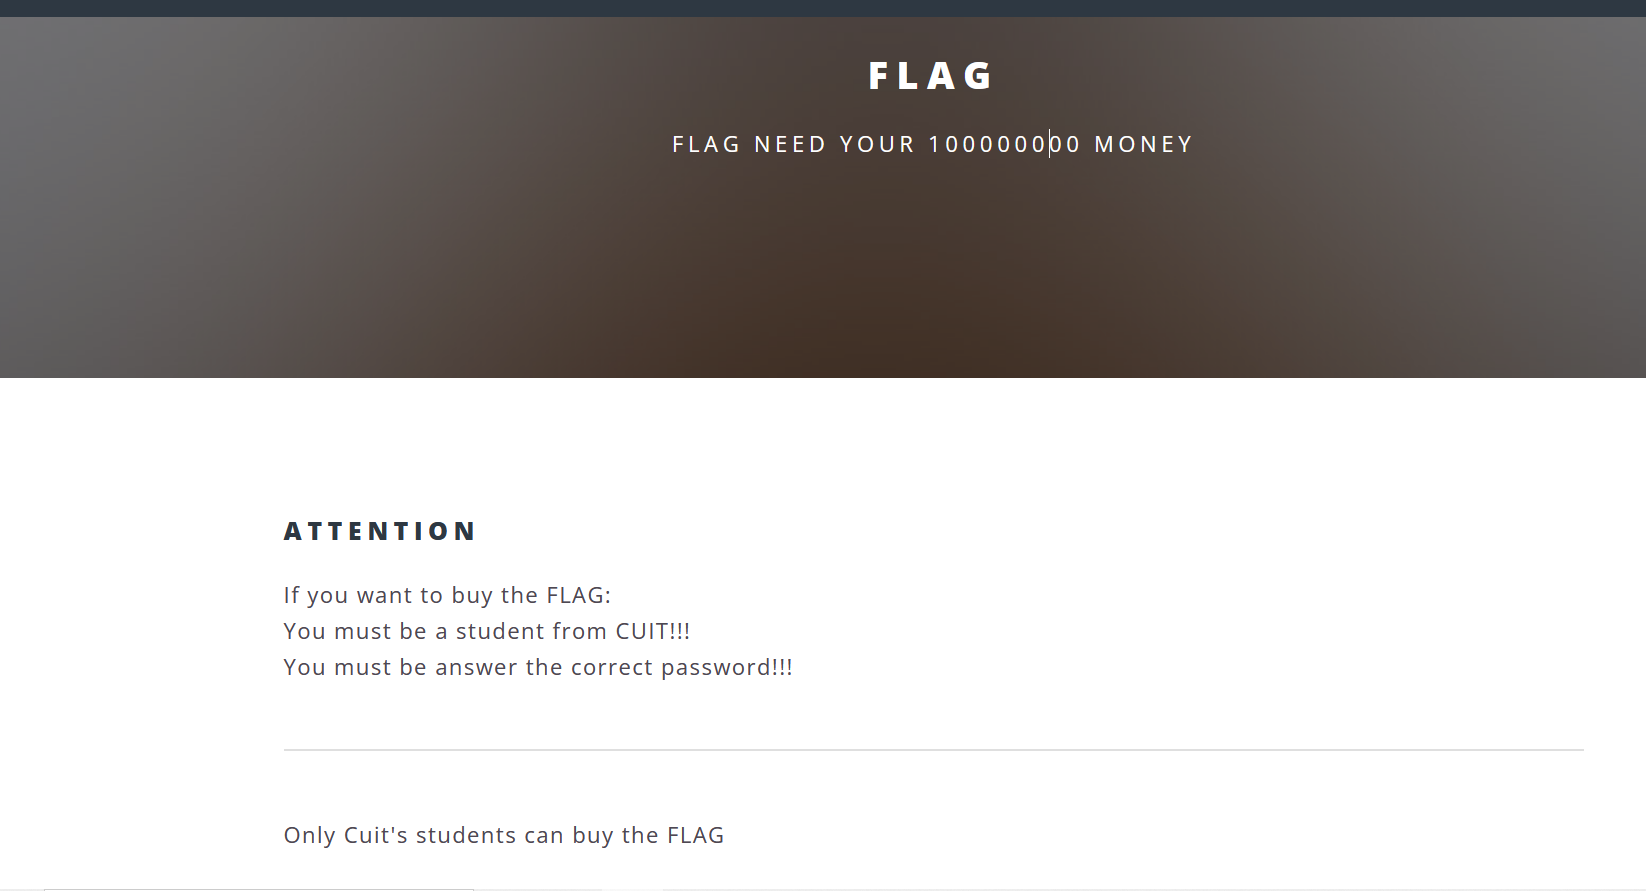 FLAG
FLAG NEED YOUR 100000000 MONEY
ATTENTION
If you want to buy the FLAG:
You must be a student from CUIT!!!
You must be answer the correct password!!!
Only Cuit's students can buy the FLAG